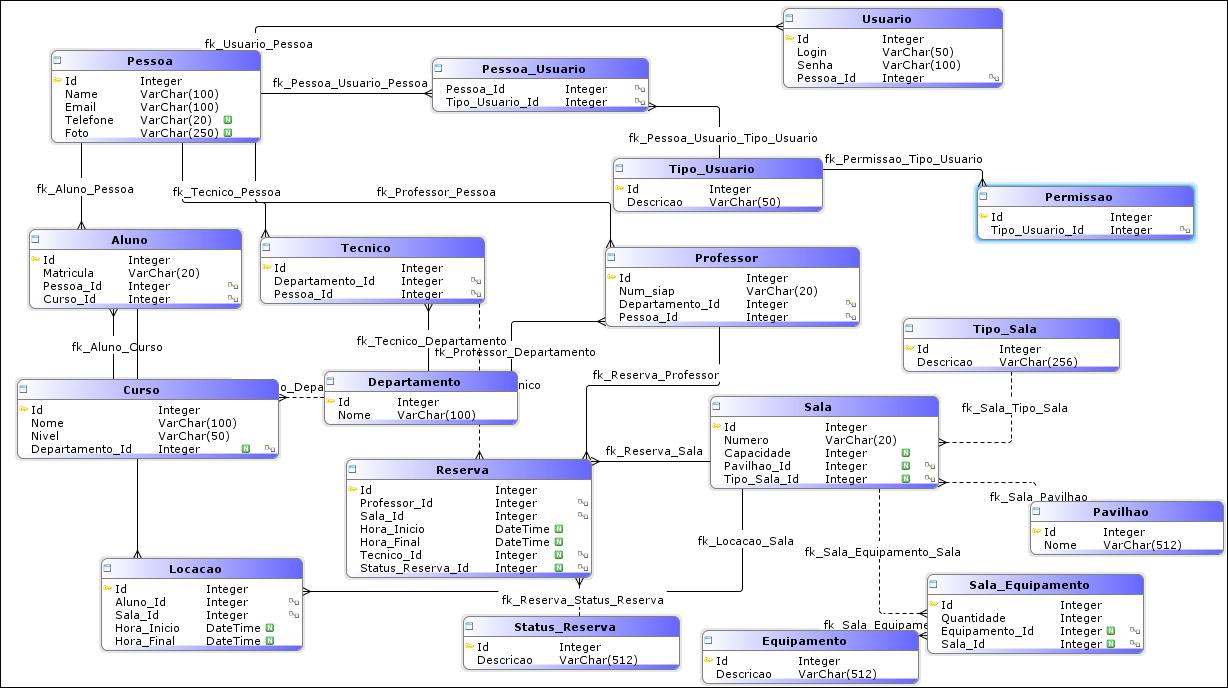 fk_Usuario_Pessoa
Usuario
Id Integer
Login VarChar(50)
Senha VarChar(100)
Pessoa_Id Integer
Pessoa
Id Integer
Name VarChar(100)
Email VarChar(100)
Telefone VarChar(20) N
Foto VarChar(250) N
fk_Pessoa_Usuario_Pessoa
Pessoa_Usuario
Pessoa_Id Integer
Tipo_Usuario_Id Integer
fk_Pessoa_Usuario_Tipo_Usuario
Tipo_Usuario
Id Integer
Descricao VarChar(50)
fk_Permissao_Tipo_Usuario
Permissao
Id Integer
Tipo_Usuario_Id Integer
fk_Aluno_Pessoa
fk_Tecnico_Pessoa
fk_Professor_Pessoa
Aluno
Id Integer
Matricula VarChar(20)
Pessoa_Id Integer
Curso_Id Integer
Tecnico
Id Integer
Departamento_Id Integer
Pessoa_Id Integer
Professor
Id Integer
Num_siap VarChar(20)
Departamento_Id Integer
Pessoa_Id Integer
fk_Aluno_Curso
fk_Tecnico_Departamento
fk_Professor_Departamento
Tipo_Sala
Id Integer
Descricao VarChar(256)
fk_Reserva_Professor
fk_Sala_Tipo_Sala
Curso
Id Integer
Nome VarChar(100)
Nivel VarChar(50)
Departamento_Id Integer N
o_Depa
Departamento
Id Integer
Nome VarChar(100)
nico
Sala
Id Integer
Numero VarChar(20)
Capacidade Integer N
Pavilhao_Id Integer N
Tipo_Sala_Id Integer N
fk_Reserva_Sala
Reserva
Id Integer
Professor_Id Integer
Sala_Id Integer
Hora_Inicio DateTime N
Hora_Final DateTime N
Tecnico_Id Integer N
Status_Reserva_Id Integer N
fk_Sala_Pavilhao
Pavilhao
Id Integer
Nome VarChar(512)
fk_Locacao_Sala
fk_Sala_Equipamento_Sala
Locacao
Id Integer
Aluno_Id Integer
Sala_Id Integer
Hora_Inicio DateTime N
Hora_Final DateTime N
fk_Reserva_Status_Reserva
Status_Reserva
Id Integer
Descricao VarChar(512)
Sala_Equipamento
Id Integer
Quantidade Integer
Equipamento_Id Integer N
Sala_Id Integer N
fk_Sala_Equipame
Equipamento
Id Integer
Descricao VarChar(512)